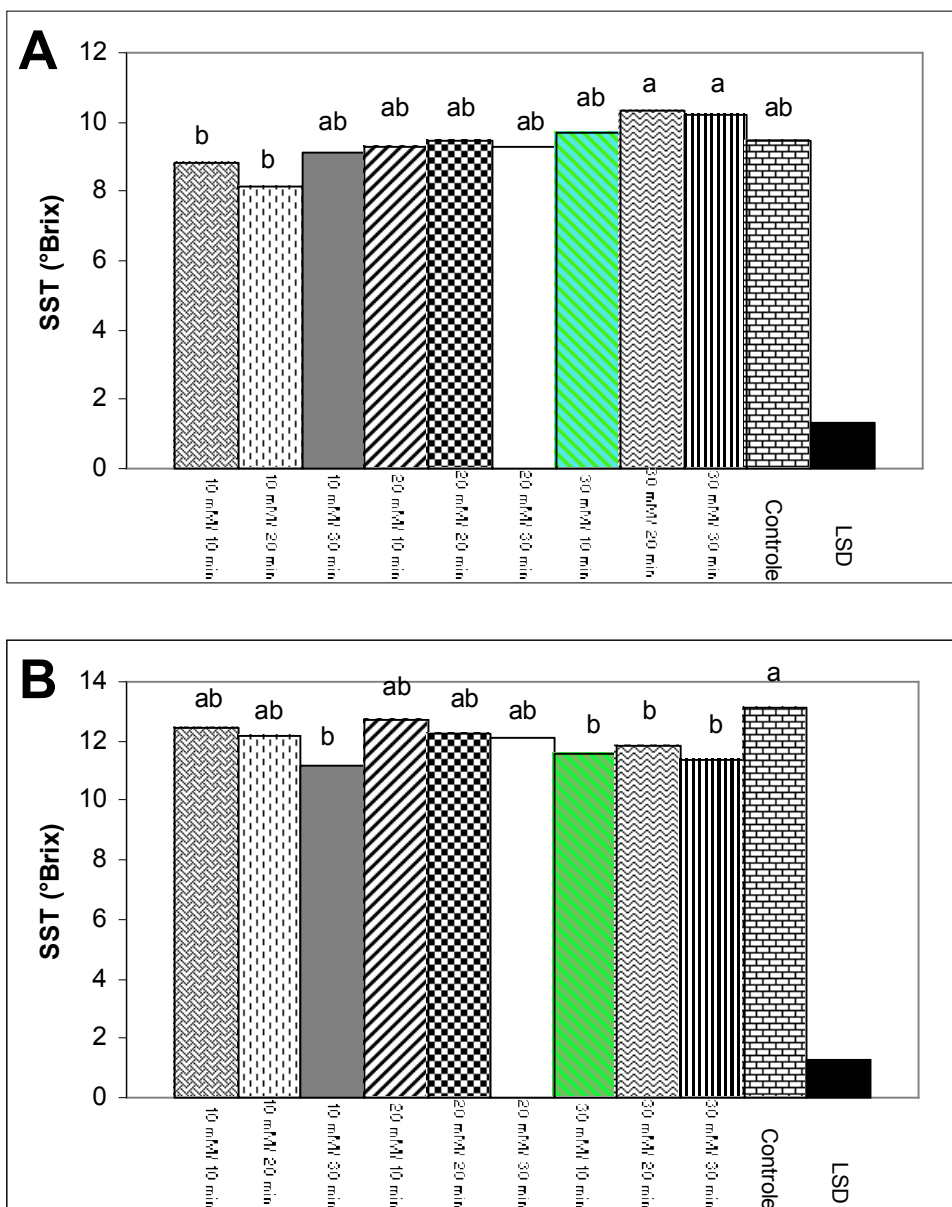 A
12
10
8
6
4
2
0
SST (°Brix)
b
b
ab
ab
ab
ab
ab
a
a
ab
10 mM/ 10 min
10 mM/ 20 min
10 mM/ 30 min
20 mM/ 10 min
20 mM/ 20 min
20 mM/ 30 min
30 mM/ 10 min
30 mM/ 20 min
30 mM/ 30 min
Controle
LSD
B
14
12
10
8
6
4
2
0
SST (°Brix)
ab
ab
b
ab
ab
ab
b
b
b
a
10 mM/ 10 min
10 mM/ 20 min
10 mM/ 30 min
20 mM/ 10 min
20 mM/ 20 min
20 mM/ 30 min
30 mM/ 10 min
30 mM/ 20 min
30 mM/ 30 min
Controle
LSD